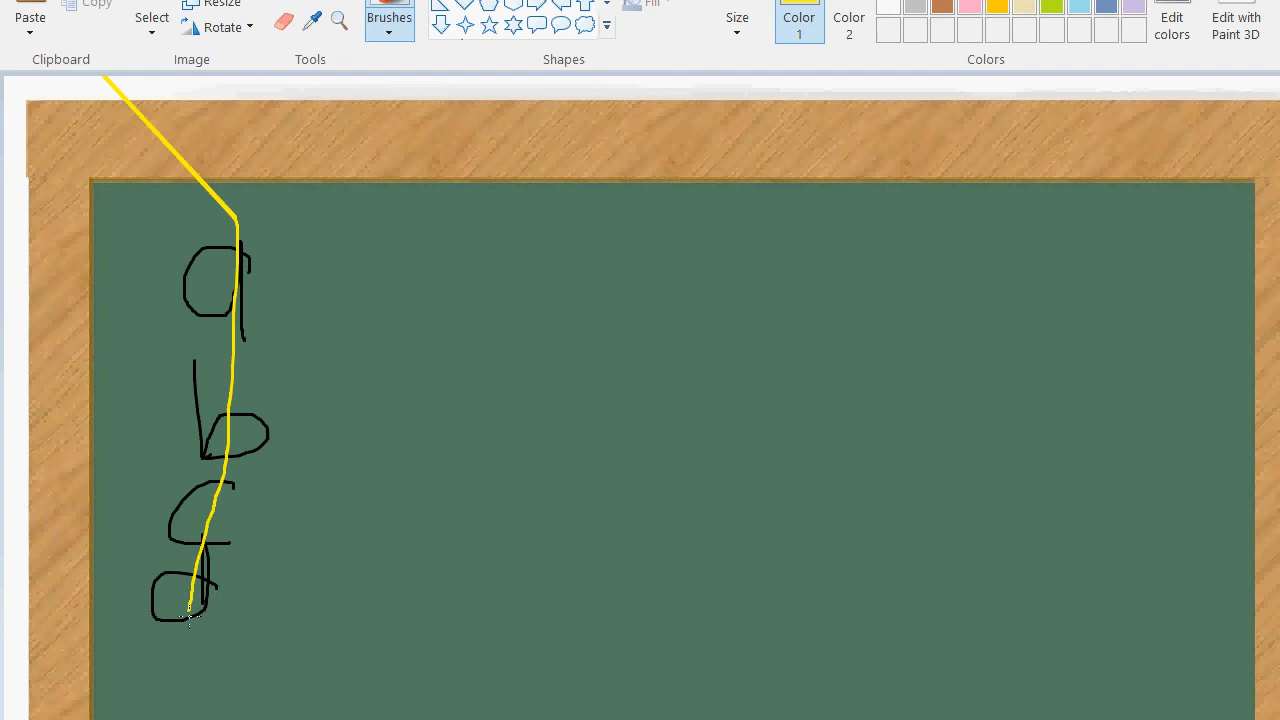 Paste
Copy
Select
Resize
Rotate
Brushes
Fill
Size
Color
1
Color
2
Edit
colors
Edit with
Paint 3D
Clipboard
Image
Tools
Shapes
Colors
a
b
c
d